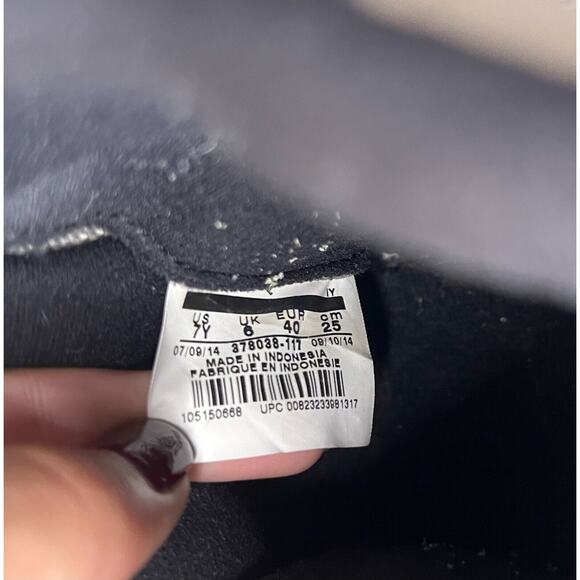 IY
US UK EUR cm
7Y 6 40 25
07/09/14 378038-117 09/10/14
MADE IN INDONESIA
FABRIQUE EN INDONESIE
105150668 UPC 00823233981317